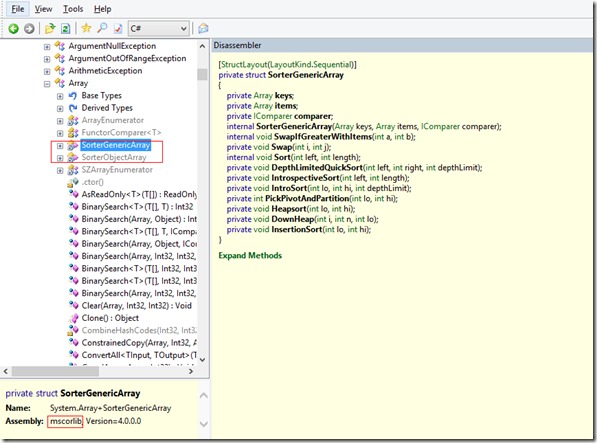 File View Tools Help
C#
ArgumentNullException
ArgumentOutOfRangeException
ArithmeticException
Array
Base Types
Derived Types
ArrayEnumerator
FunctorComparer<T>
SorterGenericArray
SorterObjectArray
SZArrayEnumerator
.ctor()
AsReadOnly<T>(T[]) : ReadOnly
BinarySearch<T>(T[], T) : Int32
BinarySearch(Array, Object) : Int
BinarySearch<T>(T[], T, ICompa
BinarySearch(Array, Object, ICo
BinarySearch(Array, Int32, Int32
BinarySearch<T>(T[], Int32, Int3
BinarySearch(Array, Int32, Int32
BinarySearch<T>(T[], Int32, Int3
Clear(Array, Int32, Int32) : Void
Clone() : Object
CombineHashCodes(Int32, Int32
ConstrainedCopy(Array, Int32, A
ConvertAll<TInput, TOutput>(T
private struct SorterGenericArray
Name: System.Array+SorterGenericArray
Assembly: mscorlib Version=4.0.0.0
Disassembler
[StructLayout(LayoutKind.Sequential)]
private struct SorterGenericArray
{
private Array keys;
private Array items;
private IComparer comparer;
internal SorterGenericArray(Array keys, Array items, IComparer comparer);
internal void SwapIfGreaterWithItems(int a, int b);
private void Swap(int i, int j);
internal void Sort(int left, int length);
private void DepthLimitedQuickSort(int left, int right, int depthLimit);
private void IntrospectiveSort(int left, int length);
private void IntroSort(int lo, int hi, int depthLimit);
private int PickPivotAndPartition(int lo, int hi);
private void Heapsort(int lo, int hi);
private void DownHeap(int i, int n, int lo);
private void InsertionSort(int lo, int hi);
}
Expand Methods